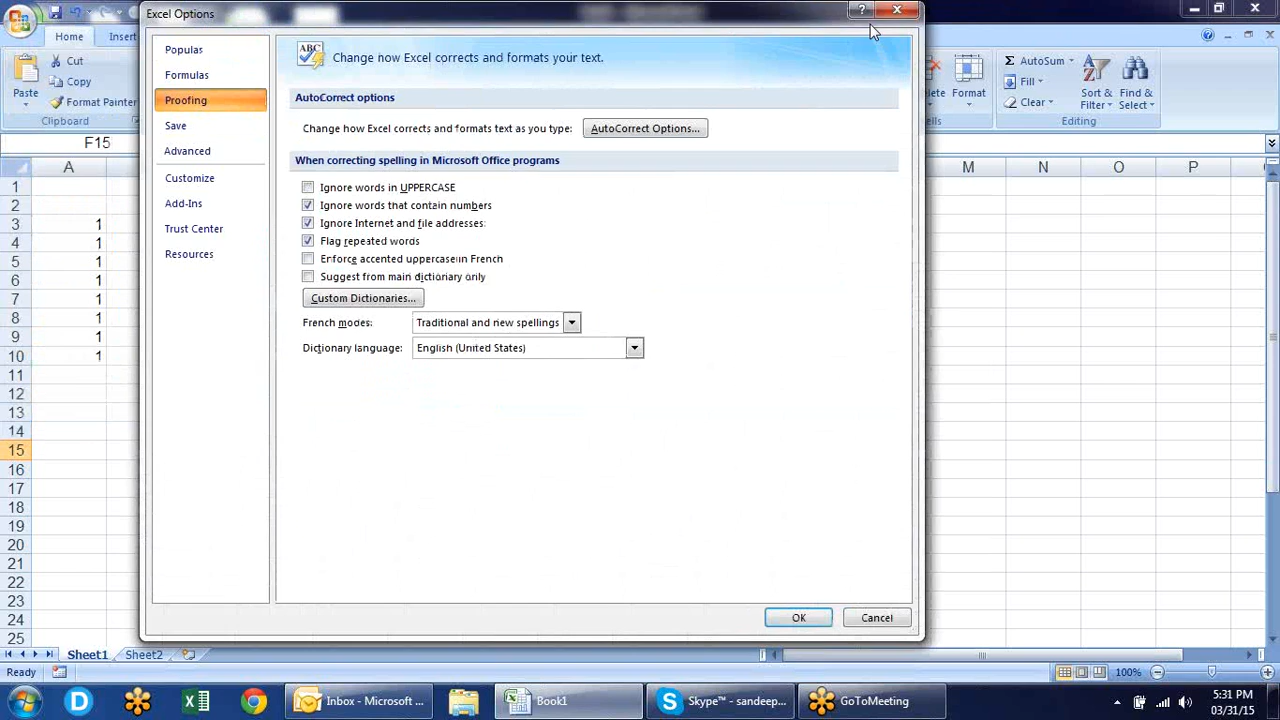 Excel Options
Home
Insert
Cut
Copy
Format Painter
Paste
Clipboard
Format
AutoSum
Fill
Clear
Sort & Filter
Find & Select
Editing
F15
A
M
N
O
P
1
2
3
4
5
6
7
8
9
10
11
12
13
14
15
16
17
18
19
20
21
22
23
24
25
1
1
1
1
1
1
1
1
Popular
Formulas
Proofing
Save
Advanced
Customize
Add-Ins
Trust Center
Resources
Change how Excel corrects and formats your text.
AutoCorrect options
Change how Excel corrects and formats text as you type: AutoCorrect Options...
When correcting spelling in Microsoft Office programs
Ignore words in UPPERCASE
Ignore words that contain numbers
Ignore Internet and file addresses
Flag repeated words
Enforce accented uppercase in French
Suggest from main dictionary only
Custom Dictionaries...
French modes: Traditional and new spellings
Dictionary language: English (United States)
OK Cancel
Sheet1 Sheet2
Ready
100%
Inbox - Microsoft ...
Book1
Skype™ - sandeep...
GoToMeeting
5:31 PM
03/31/15